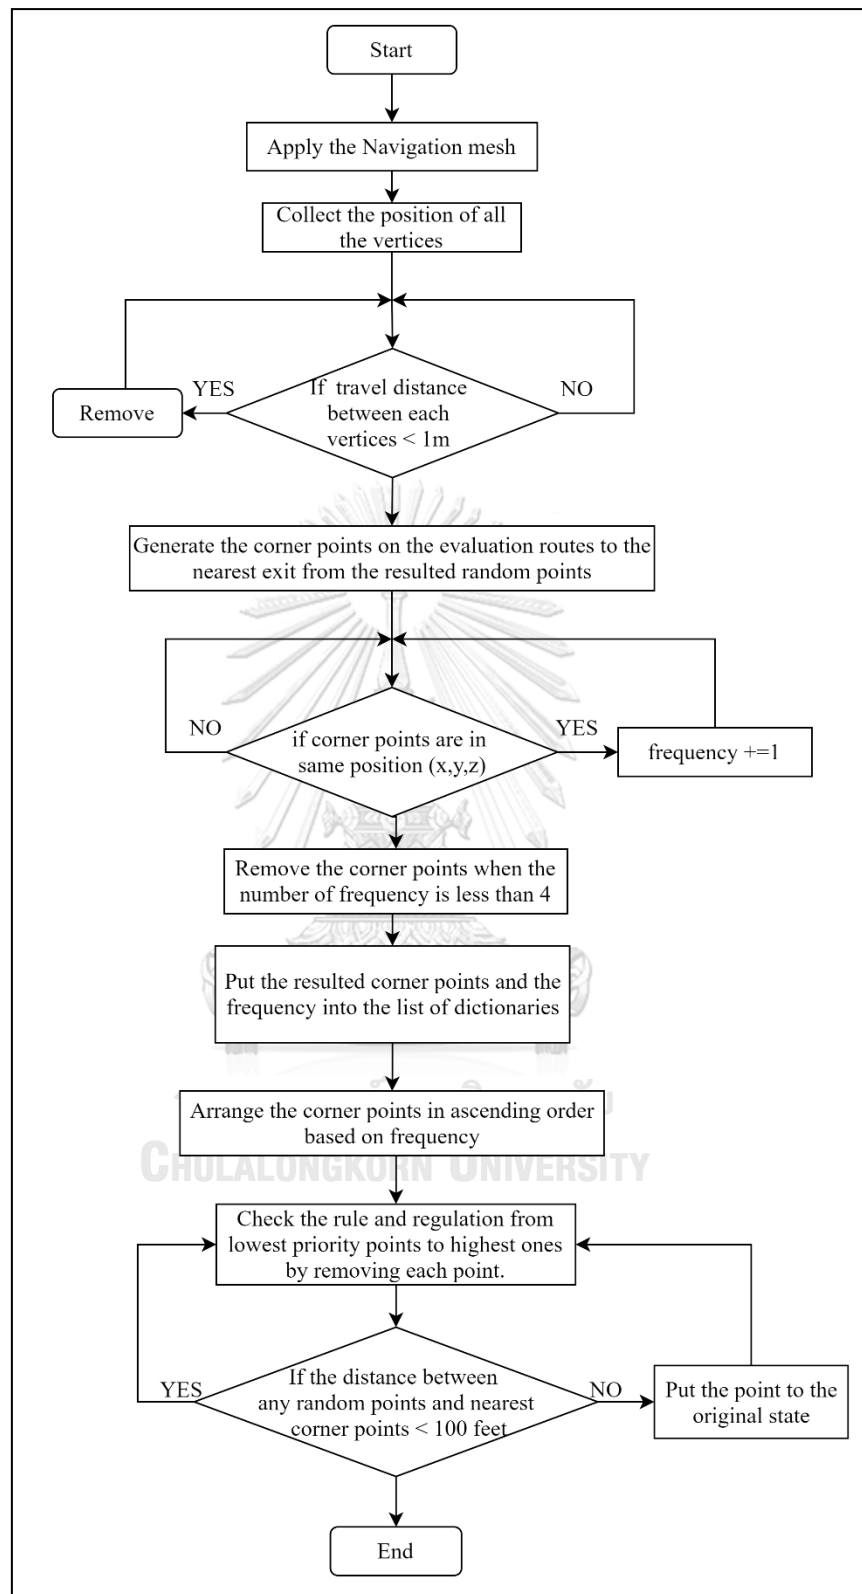 Start
Apply the Navigation mesh
Collect the position of all
the vertices
YES
If travel distance
between each
vertices < 1m
NO
Remove
Generate the corner points on the evaluation routes to the
nearest exit from the resulted random points
NO
if corner points are in
same position (x,y,z)
YES
frequency +=1
Remove the corner points when the
number of frequency is less than 4
Put the resulted corner points and the
frequency into the list of dictionaries
Arrange the corner points in ascending order
based on frequency
CHULALONGKORN UNIVERSITY
Check the rule and regulation from
lowest priority points to highest ones
by removing each point.
YES
If the distance between
any random points and nearest
corner points < 100 feet
NO
Put the point to the
original state
End